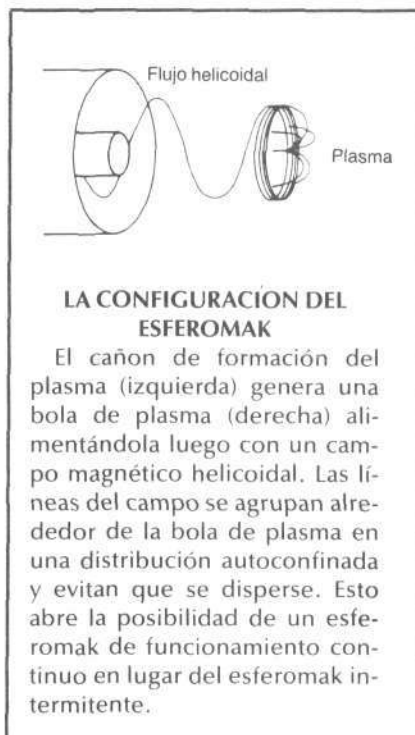 Flujo helicoidal
Plasma
LA CONFIGURACION DEL
ESFEROMAK
El cañon de formación del
plasma (izquierda) genera una
bola de plasma (derecha) ali-
mentándola luego con un cam-
po magnético helicoidal. Las lí-
neas del campo se agrupan alre-
dedor de la bola de plasma en
una distribución autoconfinada
y evitan que se disperse. Esto
abre la posibilidad de un esfe-
romak de funcionamiento con-
tinuo en lugar del esferomak in-
termitente.